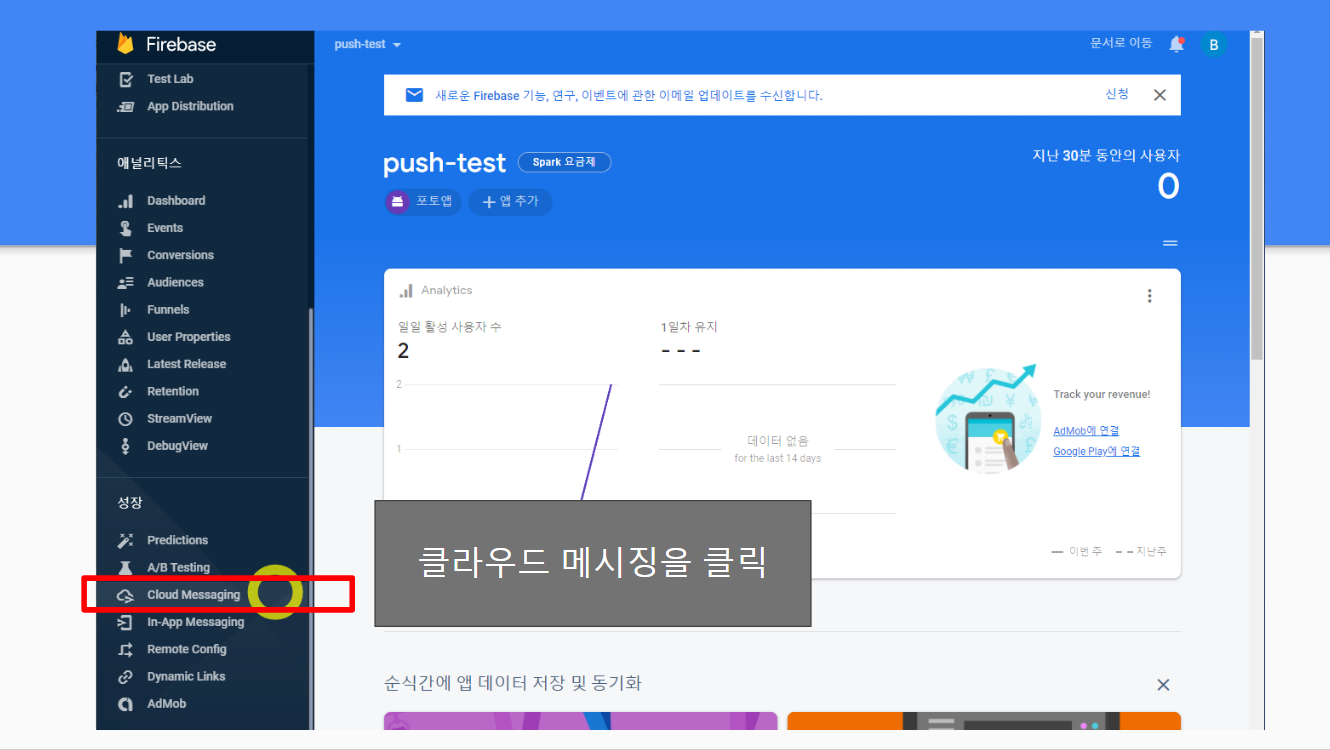 Firebase
push-test
문서로 이동
B
Test Lab
App Distribution
애널리틱스
Dashboard
Events
Conversions
Audiences
Funnels
User Properties
Latest Release
Retention
StreamView
DebugView
성장
Predictions
A/B Testing
Cloud Messaging
In-App Messaging
Remote Config
Dynamic Links
AdMob
새로운 Firebase 기능, 연구, 이벤트에 관한 이메일 업데이트를 수신합니다.
신청
push-test
Spark 요금제
지난 30분 동안의 사용자
0
포토앱
앱 추가
Analytics
일일 활성 사용자 수
2
1일차 유지
- - -
2
1
데이터 없음
for the last 14 days
Track your revenue!
AdMob에 연결
Google Play에 연결
이번 주
지난주
클라우드 메시징을 클릭
순식간에 앱 데이터 저장 및 동기화